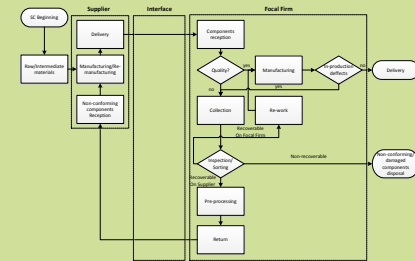 Supplier
Interface
Focal Firm
SC Beginning
Delivery
Components
reception
Raw/Intermediate
materials
Manufacturing/Re-
manufacturing
Quality?
yes
Manufacturing
In-production
deffects
no
Delivery
no
yes
Non-conforming
components
Reception
Collection
Re-work
Recoverable
On Focal Firm
Inspection/
Sorting
Non-recoverable
Non-conforming/
damaged
components
disposal
Recoverable
On Supplier
Pre-processing
Return